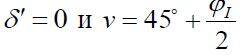 δ′ = 0 и ν = 45° + φ_I/2